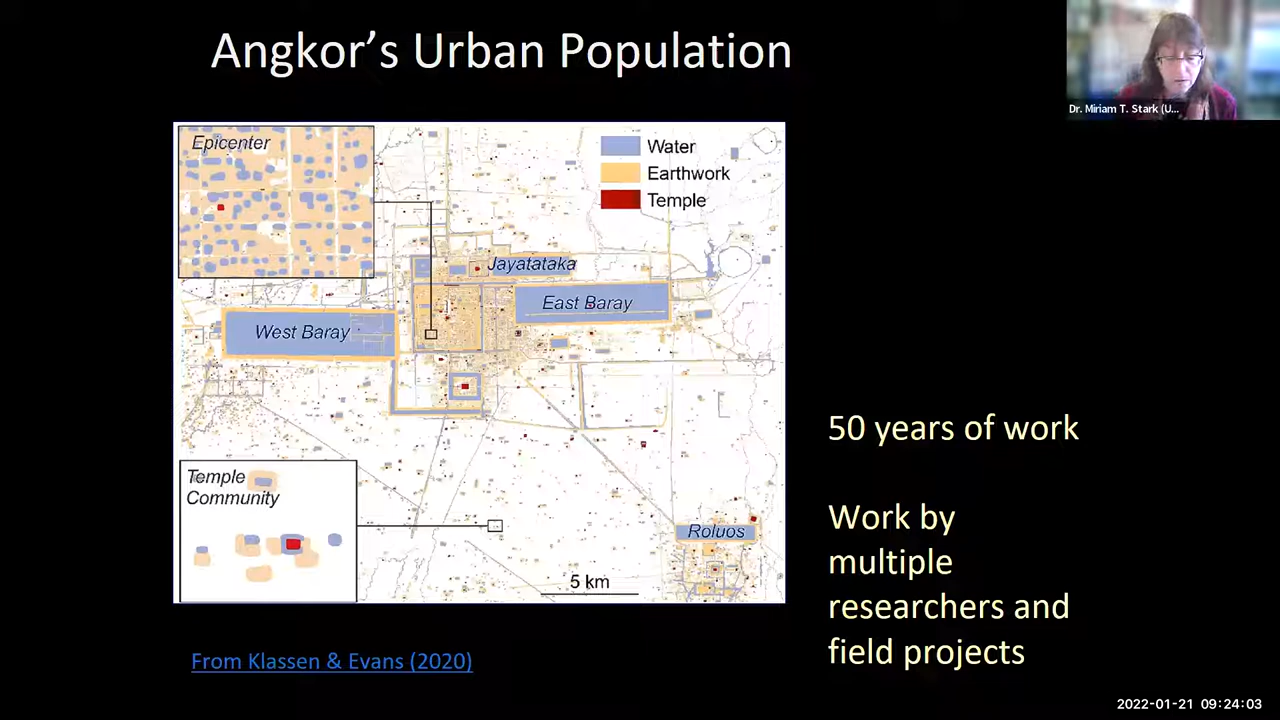 Angkor's Urban Population
Dr. Miriam T. Stark (U...
Epicenter
Water
Earthwork
Temple
Jayatataka
East Baray
West Baray
Temple
Community
Roluos
5 km
50 years of work
Work by
multiple
researchers and
field projects
From Klassen & Evans (2020)
2022-01-21 09:24:03